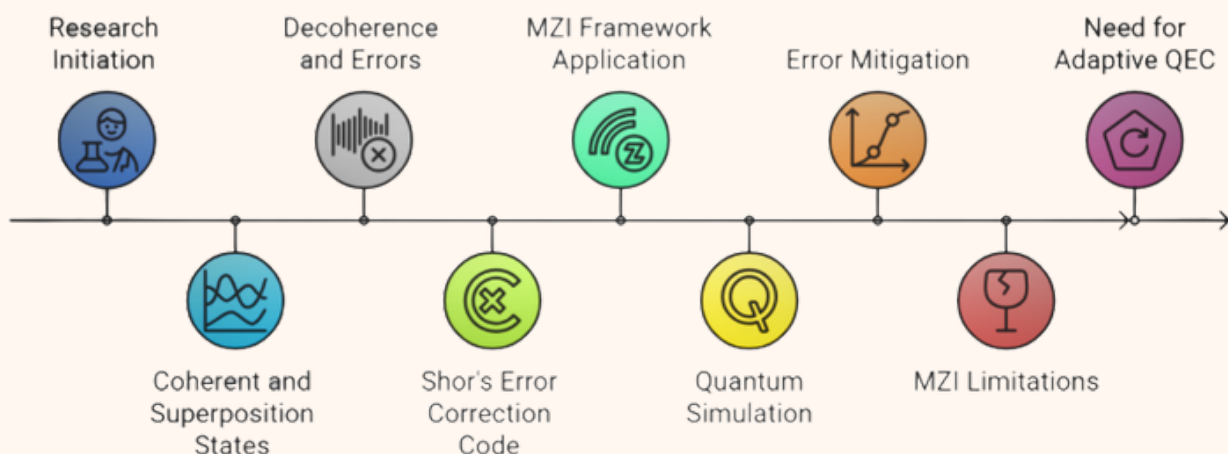 Research
Initiation
Coherent and
Superposition
States
Decoherence
and Errors
Shor's Error
Correction
Code
MZI Framework
Application
Z
Quantum
Simulation
Q
Error Mitigation
MZI Limitations
Need for
Adaptive QEC